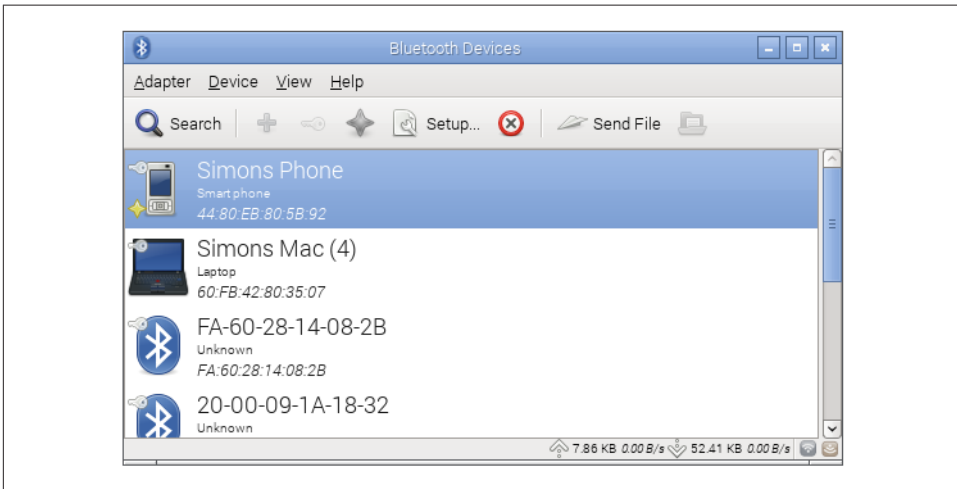 Bluetooth Devices
Adapter Device View Help
Search Setup... Send File
Simons Phone
Smart phone
44:80:EB:80:5B:92
Simons Mac (4)
Laptop
60:FB:42:80:35:07
FA-60-28-14-08-2B
Unknown
FA:60:28:14:08:2B
20-00-09-1A-18-32
Unknown
7.86 KB 0.00 B/s 52.41 KB 0.00 B/s